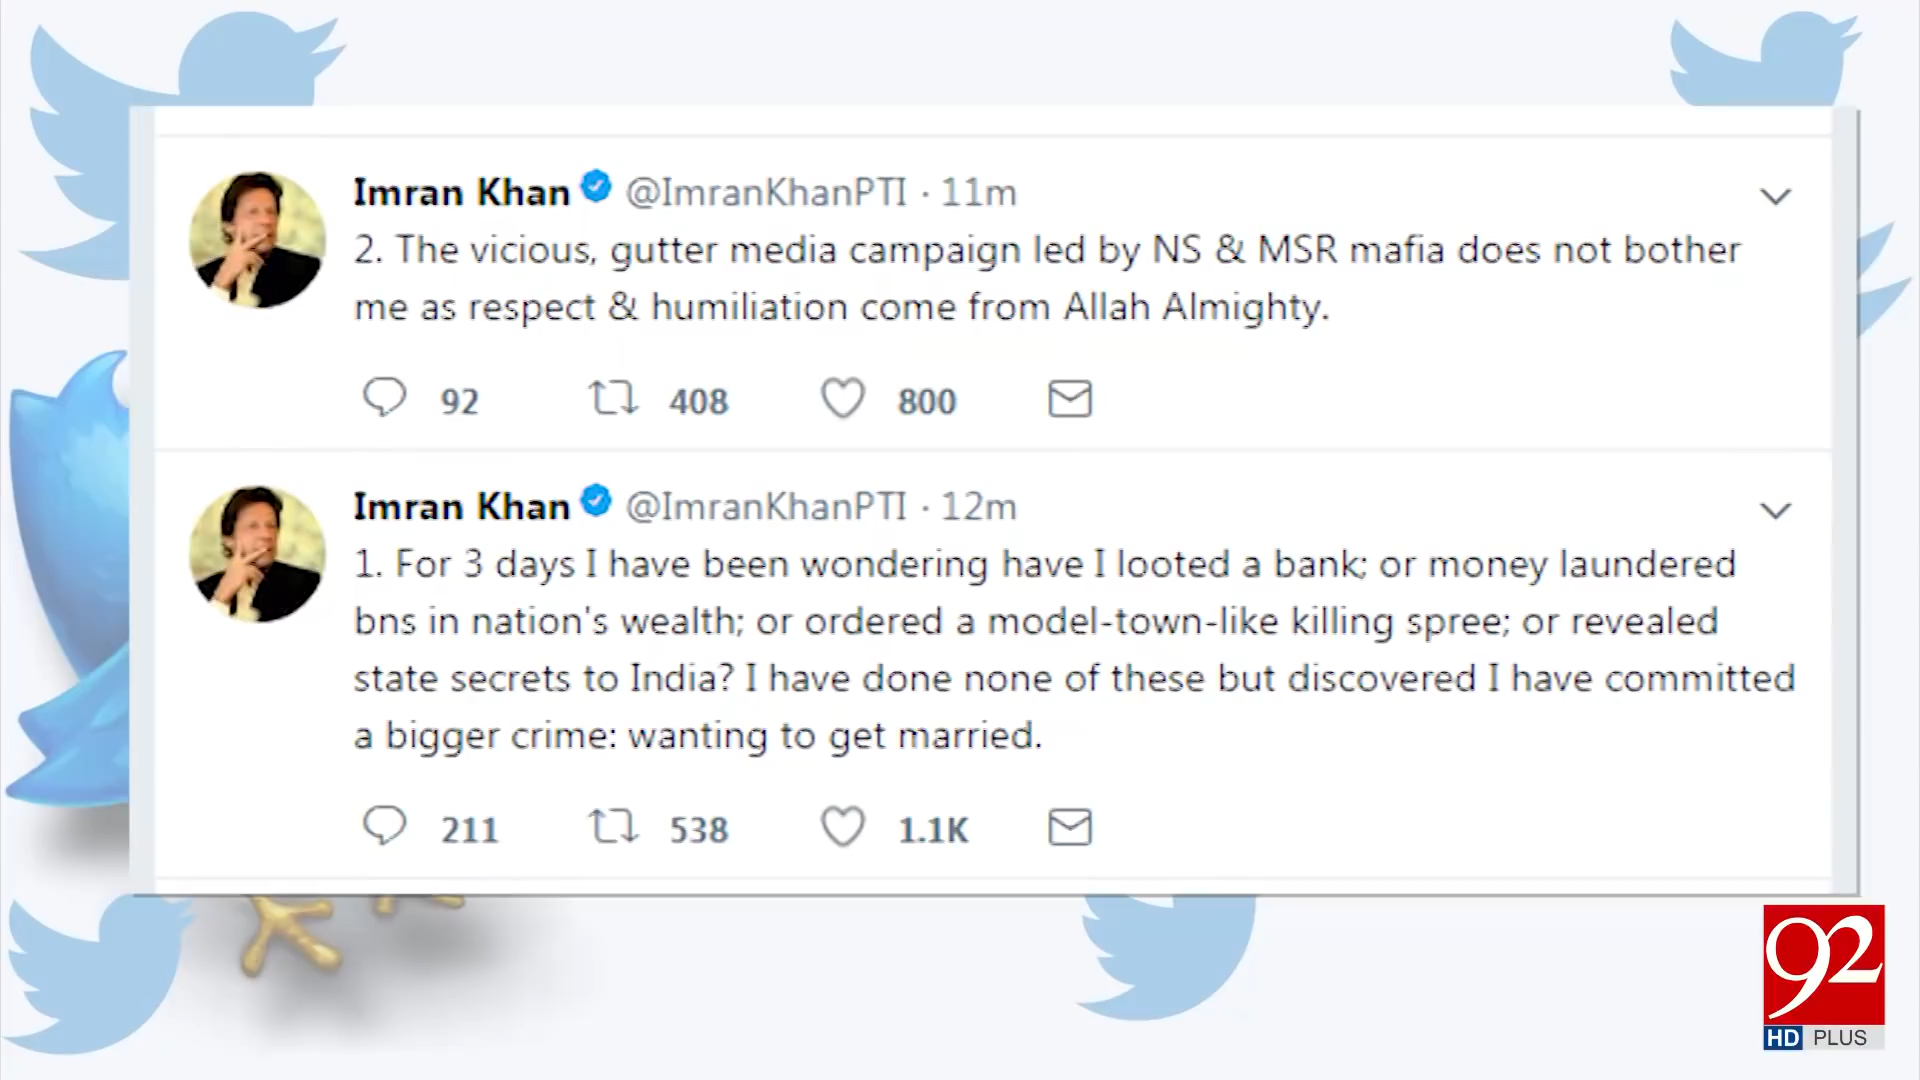 Imran Khan @ImranKhanPTI · 11m
2. The vicious, gutter media campaign led by NS & MSR mafia does not bother
me as respect & humiliation come from Allah Almighty.
92 408 800
Imran Khan @ImranKhanPTI · 12m
1. For 3 days I have been wondering have I looted a bank; or money laundered
bns in nation's wealth; or ordered a model-town-like killing spree; or revealed
state secrets to India? I have done none of these but discovered I have committed
a bigger crime: wanting to get married.
211 538 1.1K
92
HD PLUS